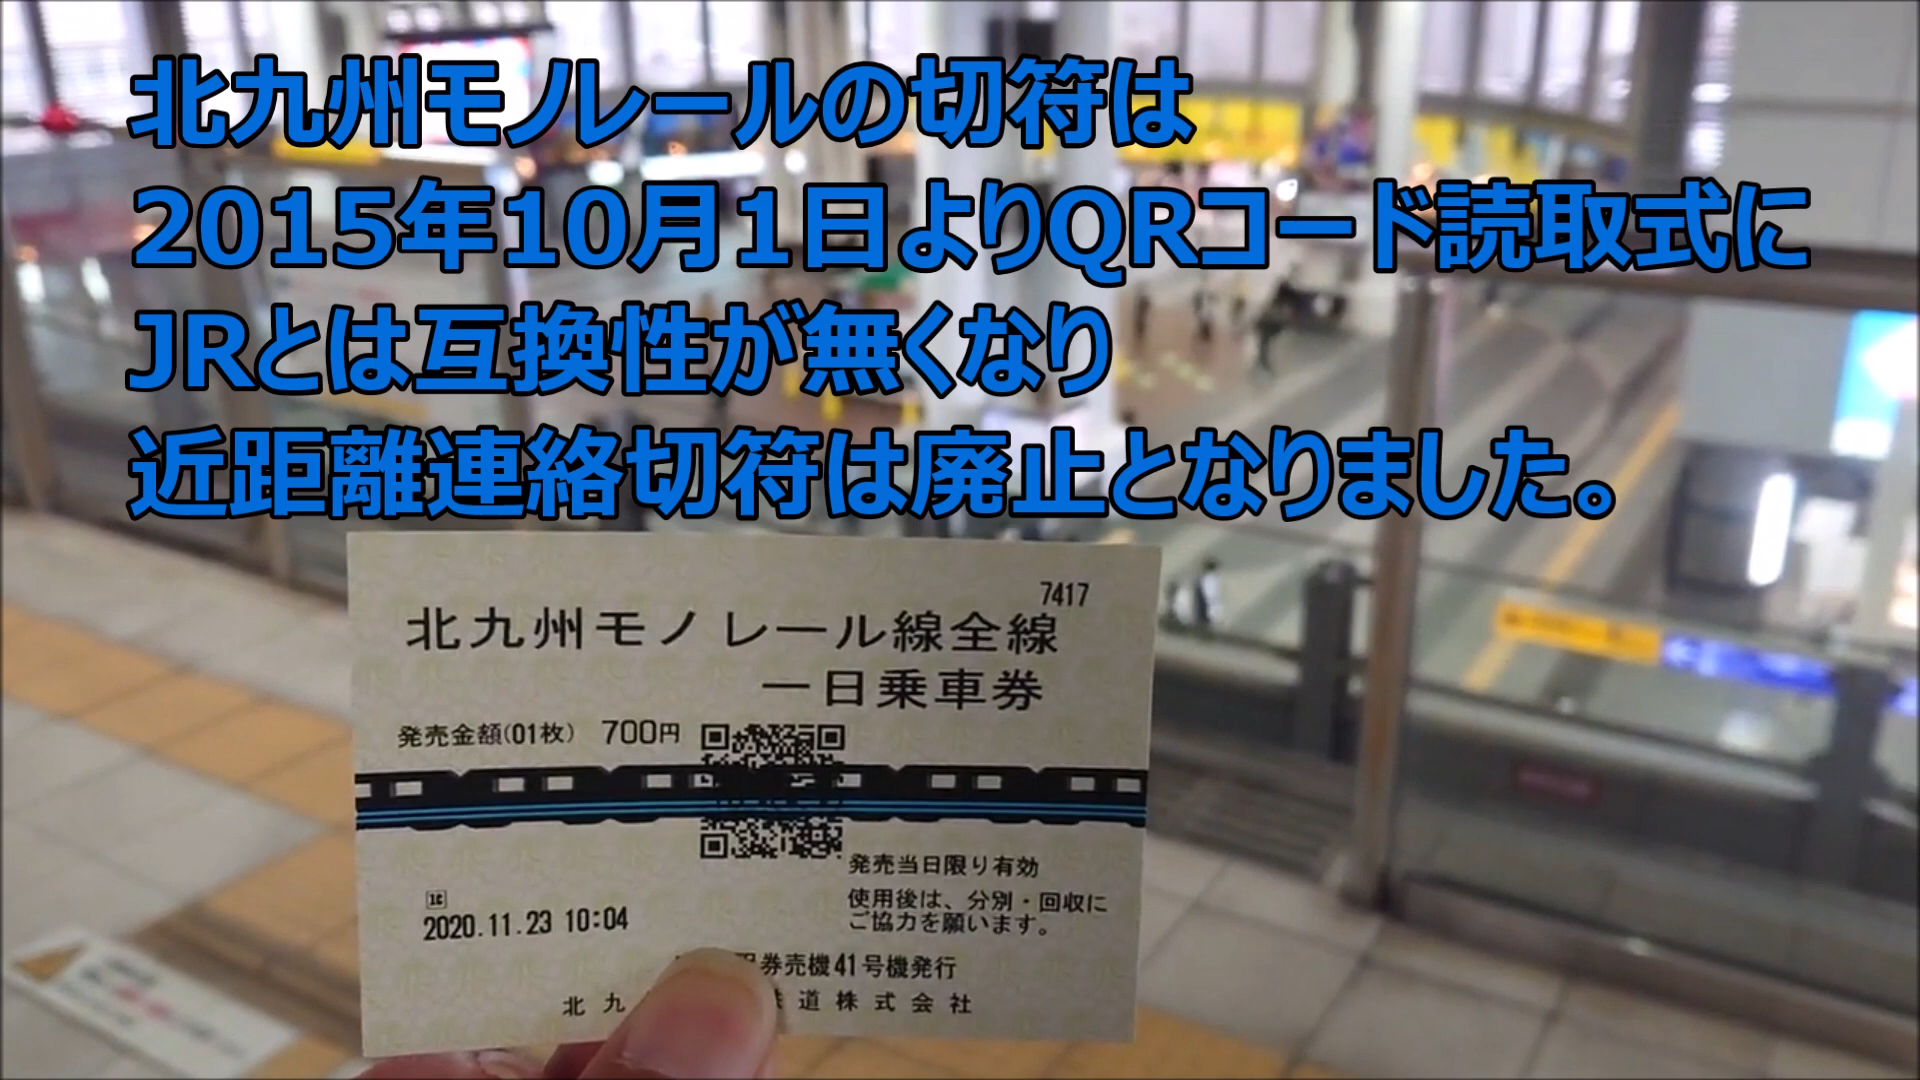 北九州モノレールの切符は
2015年10月1日よりQRコード読取式に
JRとは互換性が無くなり
近距離連絡切符は廃止となりました。
7417
北九州モノレール線全線
一日乗車券
発売金額(01枚) 700円
発売当日限り有効
使用後は、分別・回収に
ご協力を願います。
2020.11.23 10:04
券売機41号機発行
北九 道株式会社